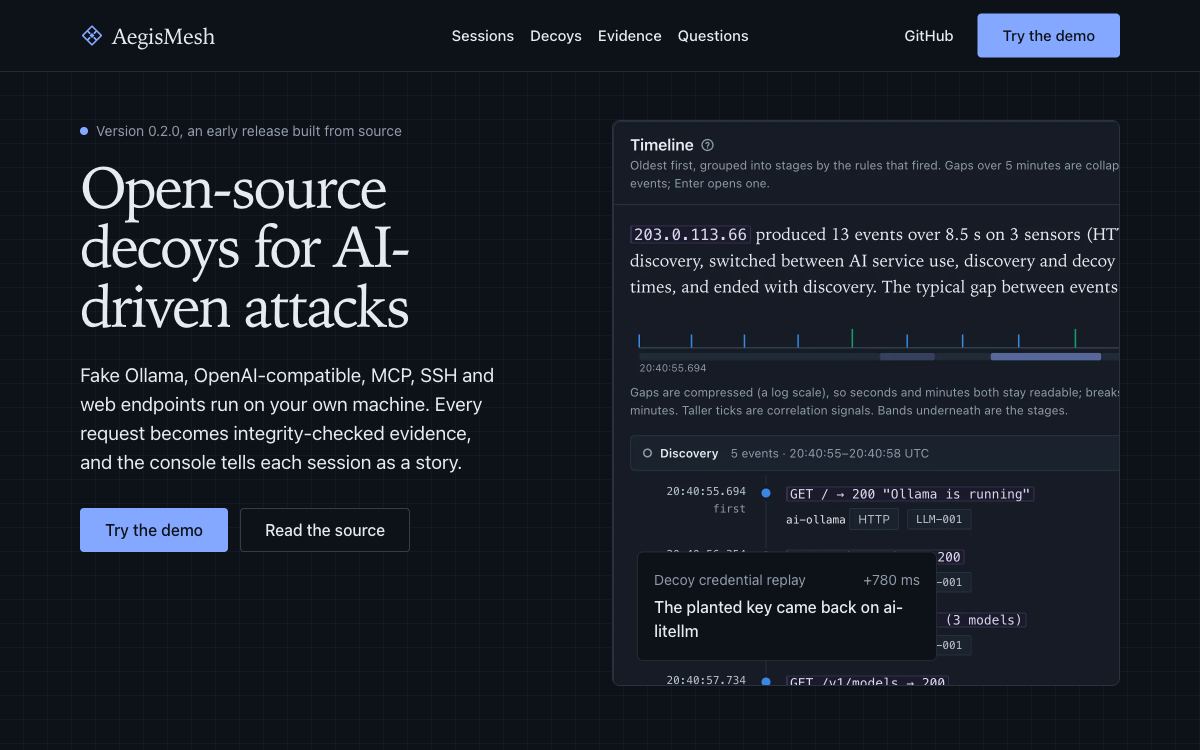 AegisMesh
Sessions Decoys Evidence Questions
GitHub
Try the demo
Version 0.2.0, an early release built from source
Open-source
decoys for AI-
driven attacks
Fake Ollama, OpenAI-compatible, MCP, SSH and
web endpoints run on your own machine. Every
request becomes integrity-checked evidence,
and the console tells each session as a story.
Try the demo
Read the source
Timeline ?
Oldest first, grouped into stages by the rules that fired. Gaps over 5 minutes are collap
events; Enter opens one.
203.0.113.66 produced 13 events over 8.5 s on 3 sensors (HT
discovery, switched between AI service use, discovery and decoy
times, and ended with discovery. The typical gap between events
20:40:55.694
Gaps are compressed (a log scale), so seconds and minutes both stay readable; breaks
minutes. Taller ticks are correlation signals. Bands underneath are the stages.
Discovery 5 events · 20:40:55–20:40:58 UTC
20:40:55.694 GET / → 200 "Ollama is running"
first
ai-ollama HTTP LLM-001
200
-001
Decoy credential replay +780 ms
The planted key came back on ai-
litellm
(3 models)
-001
20:40:57.734 GET /v1/models → 200